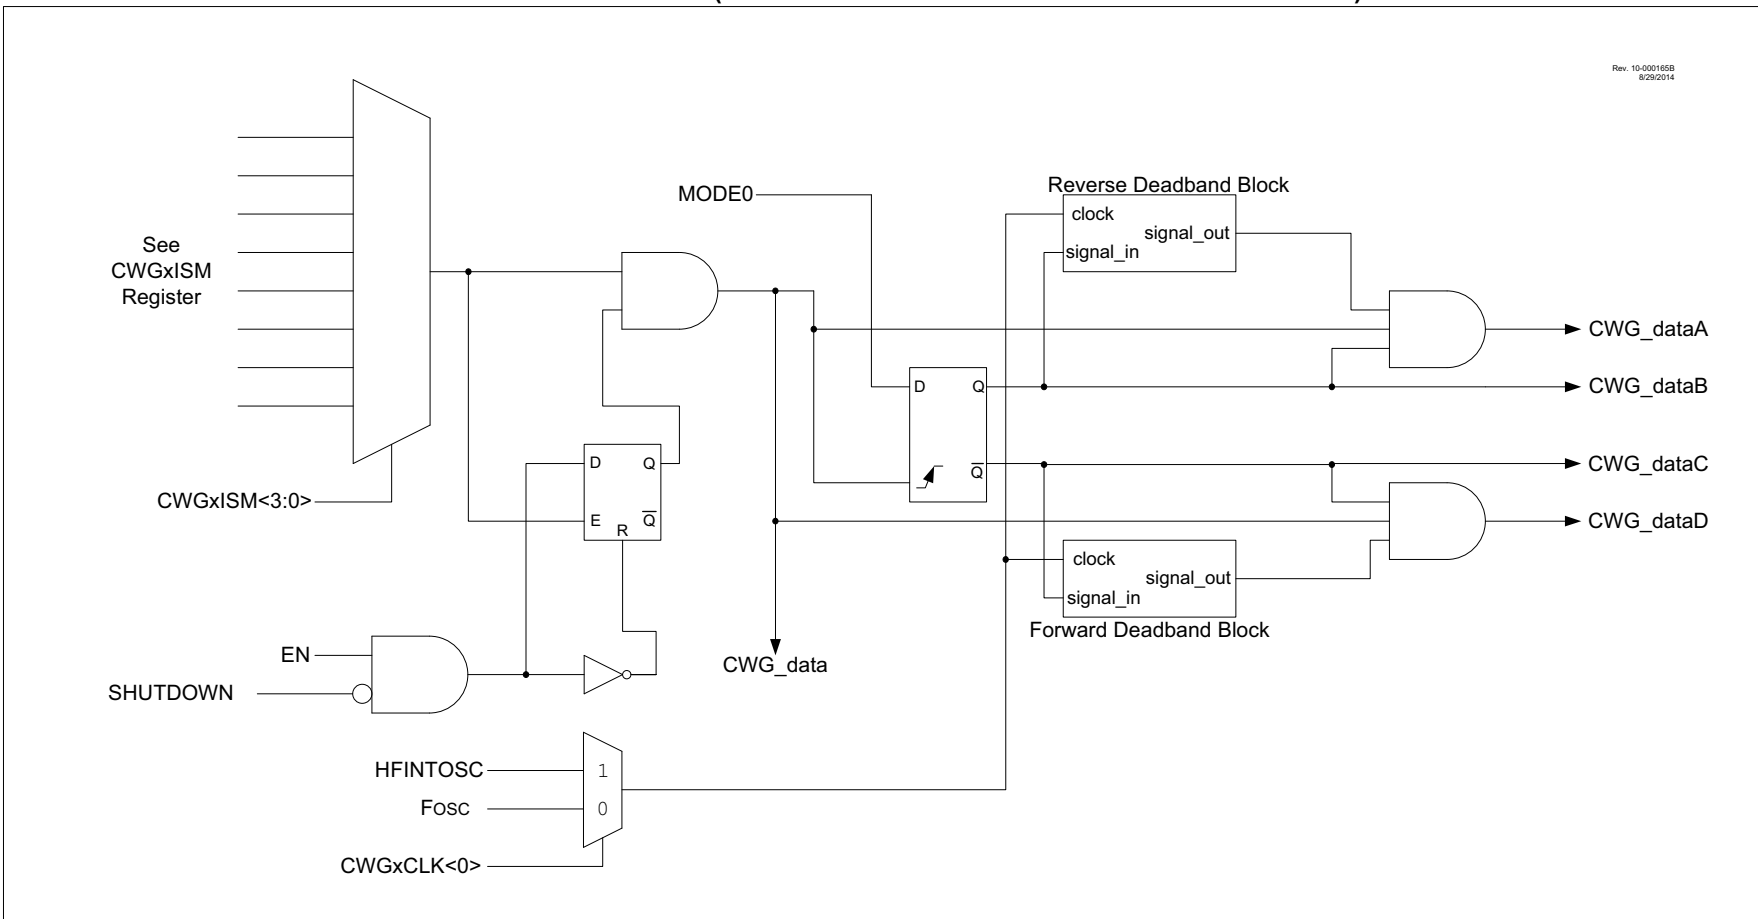 Rev. 10-000165B
8/29/2014
See
CWGxISM
Register
CWGxISM<3:0>
MODE0
Reverse Deadband Block
clock
signal_out
signal_in
CWG_dataA
D
Q
CWG_dataB
Q
CWG_dataC
D
Q
E
Q
R
CWG_dataD
clock
signal_out
signal_in
Forward Deadband Block
EN
SHUTDOWN
CWG_data
HFINTOSC
1
FOSC
0
CWGxCLK<0>